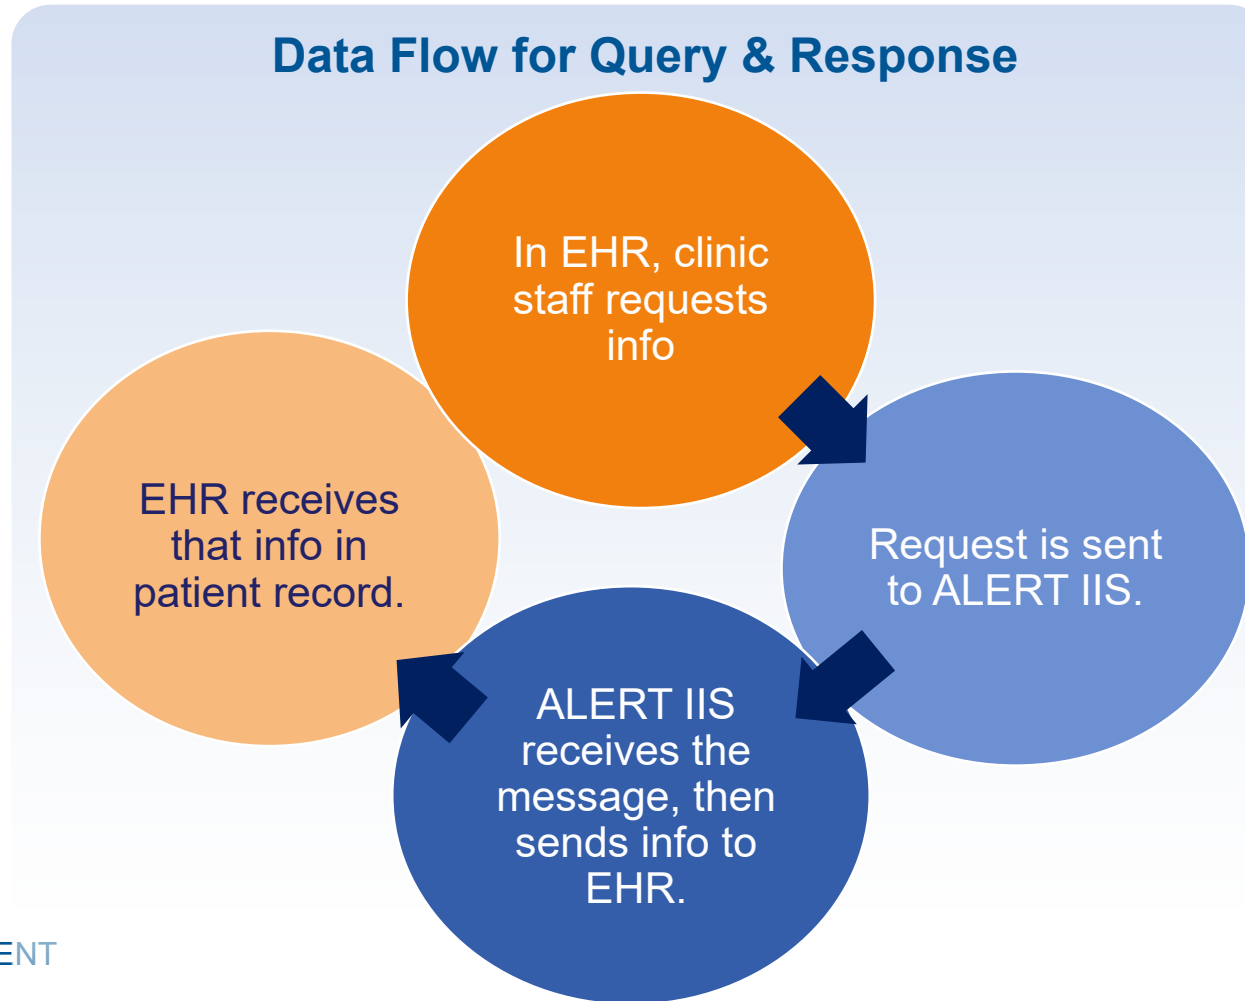 Data Flow for Query & Response
In EHR, clinic
staff requests
info
Request is sent
to ALERT IIS.
ALERT IIS
receives the
message, then
sends info to
EHR.
EHR receives
that info in
patient record.
ENT